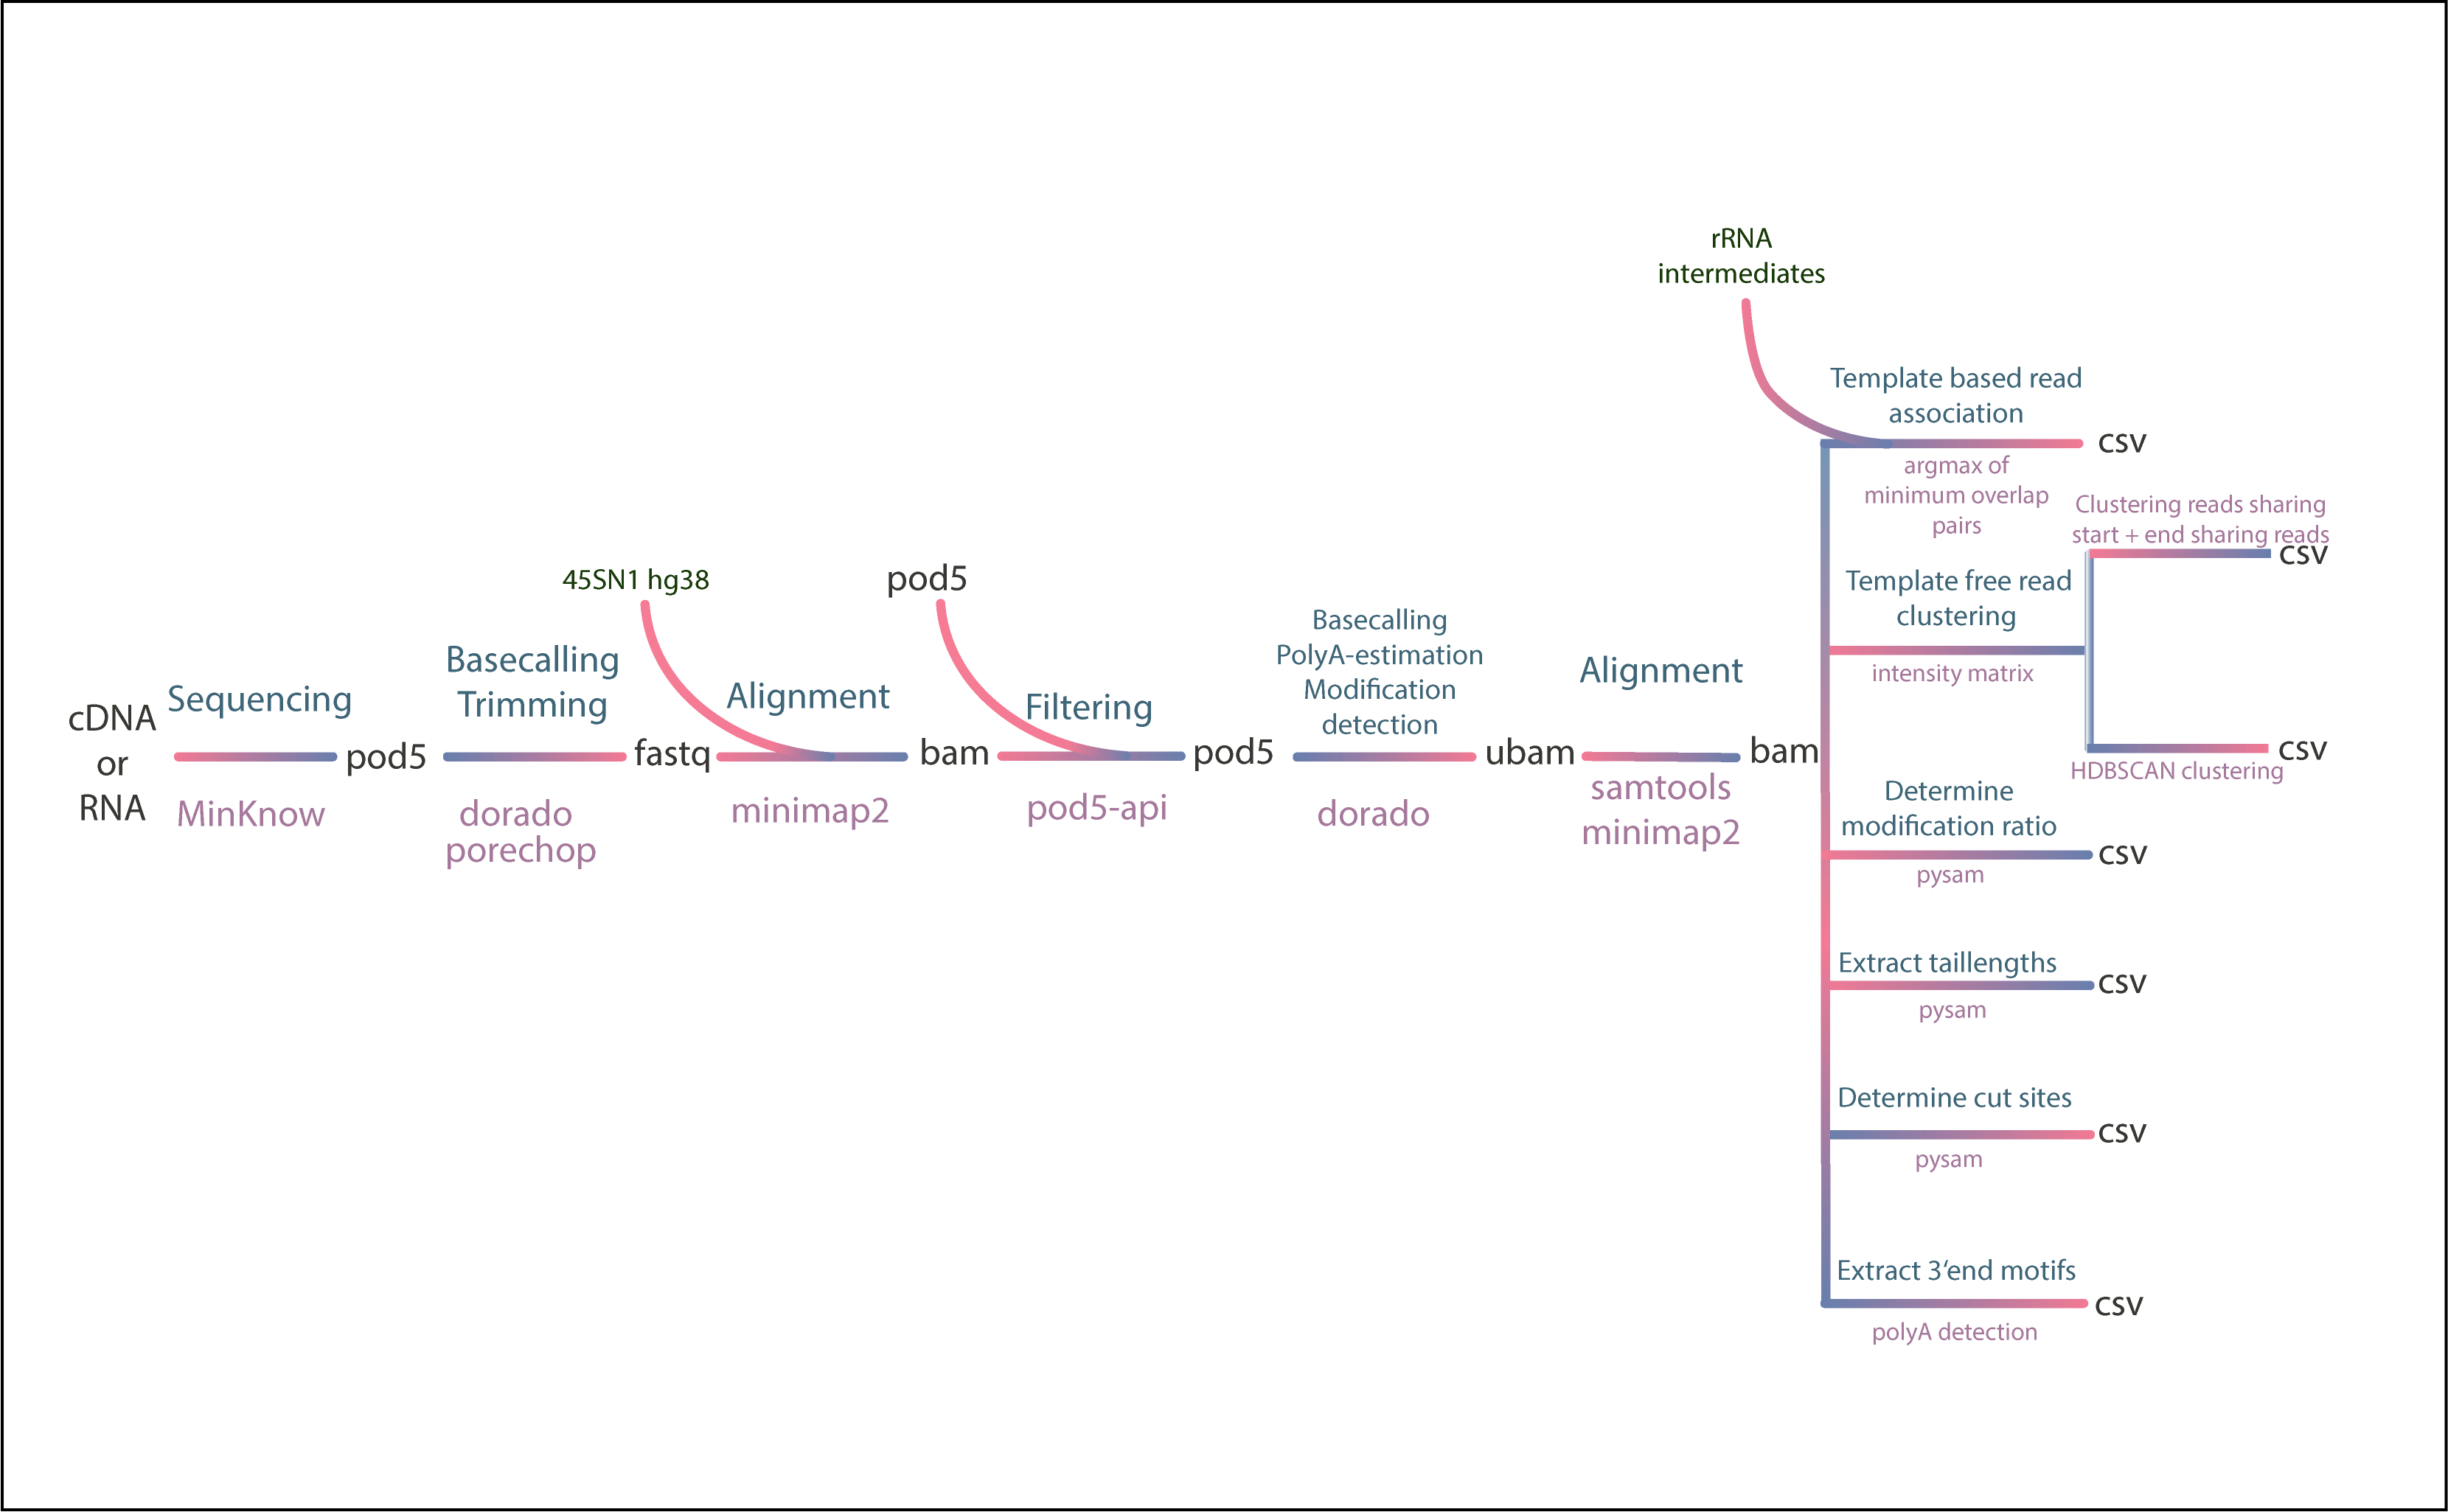 cDNA
or
RNA
Sequencing
MinKnow
pod5
Basecalling
Trimming
dorado
porechop
fastq
45SN1 hg38
Alignment
minimap2
bam
pod5
Filtering
pod5-api
pod5
Basecalling
PolyA-estimation
Modification
detection
dorado
ubam
Alignment
samtools
minimap2
bam
rRNA
intermediates
Template based read
association
argmax of
minimum overlap
pairs
csv
Template free read
clustering
intensity matrix
Clustering reads sharing
start + end sharing reads
csv
HDBSCAN clustering
csv
Determine
modification ratio
pysam
csv
Extract taillengths
pysam
csv
Determine cut sites
pysam
csv
Extract 3'end motifs
polyA detection
csv